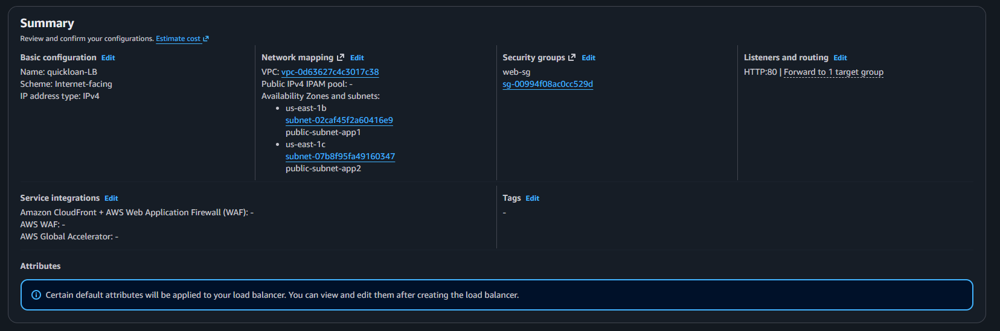 Summary
Review and confirm your configurations. Estimate cost
Basic configuration Edit
Name: quickloan-LB
Scheme: Internet-facing
IP address type: IPv4
Network mapping Edit
VPC: vpc-0d63627c4c3017c38
Public IPv4 IPAM pool: -
Availability Zones and subnets:
us-east-1b
subnet-02caf45f2a60416e9
public-subnet-app1
us-east-1c
subnet-07b8f95fa49160347
public-subnet-app2
Security groups Edit
web-sg
sg-00994f08ac0cc529d
Listeners and routing Edit
HTTP:80 | Forward to 1 target group
Service integrations Edit
Amazon CloudFront + AWS Web Application Firewall (WAF): -
AWS WAF: -
AWS Global Accelerator: -
Tags Edit
-
Attributes
Certain default attributes will be applied to your load balancer. You can view and edit them after creating the load balancer.